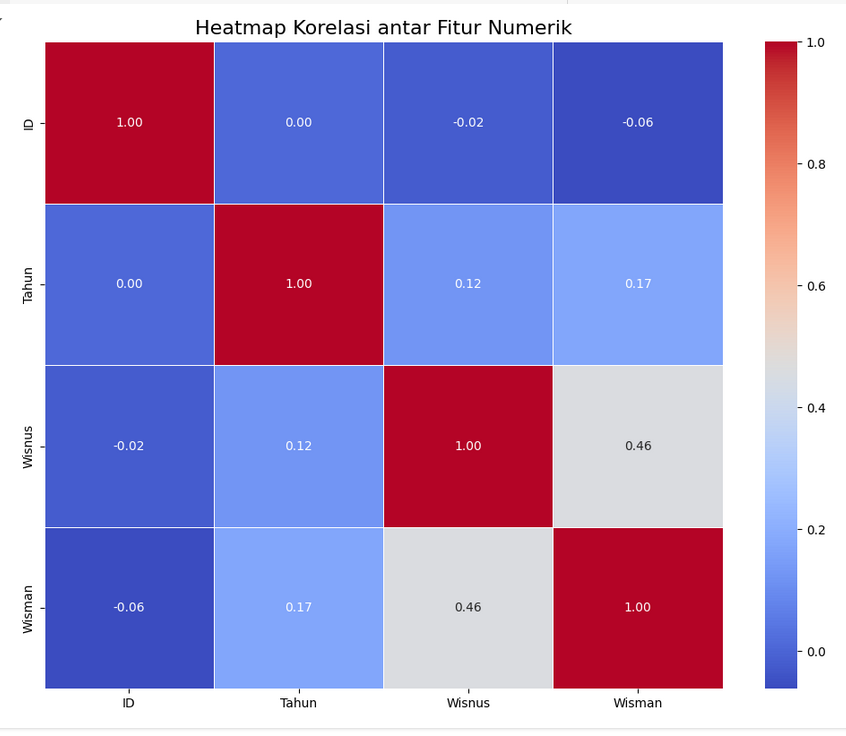 Heatmap Korelasi antar Fitur Numerik
1.0
ID 1.00 0.00 -0.02 -0.06
0.8
Tahun 0.00 1.00 0.12 0.17
0.6
0.4
Wisnus -0.02 0.12 1.00 0.46
0.2
Wisman -0.06 0.17 0.46 1.00
0.0
ID Tahun Wisnus Wisman